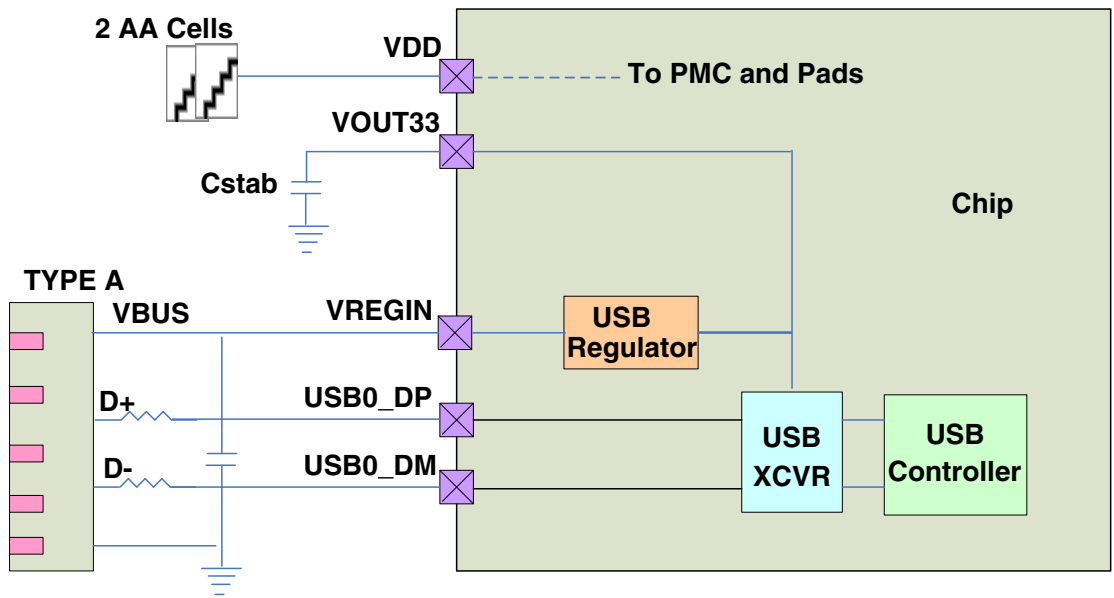 2 AA Cells
VDD
To PMC and Pads
VOUT33
Cstab
Chip
TYPE A
VBUS
VREGIN
USB
Regulator
D+
USB0_DP
D-
USB0_DM
USB
XCVR
USB
Controller